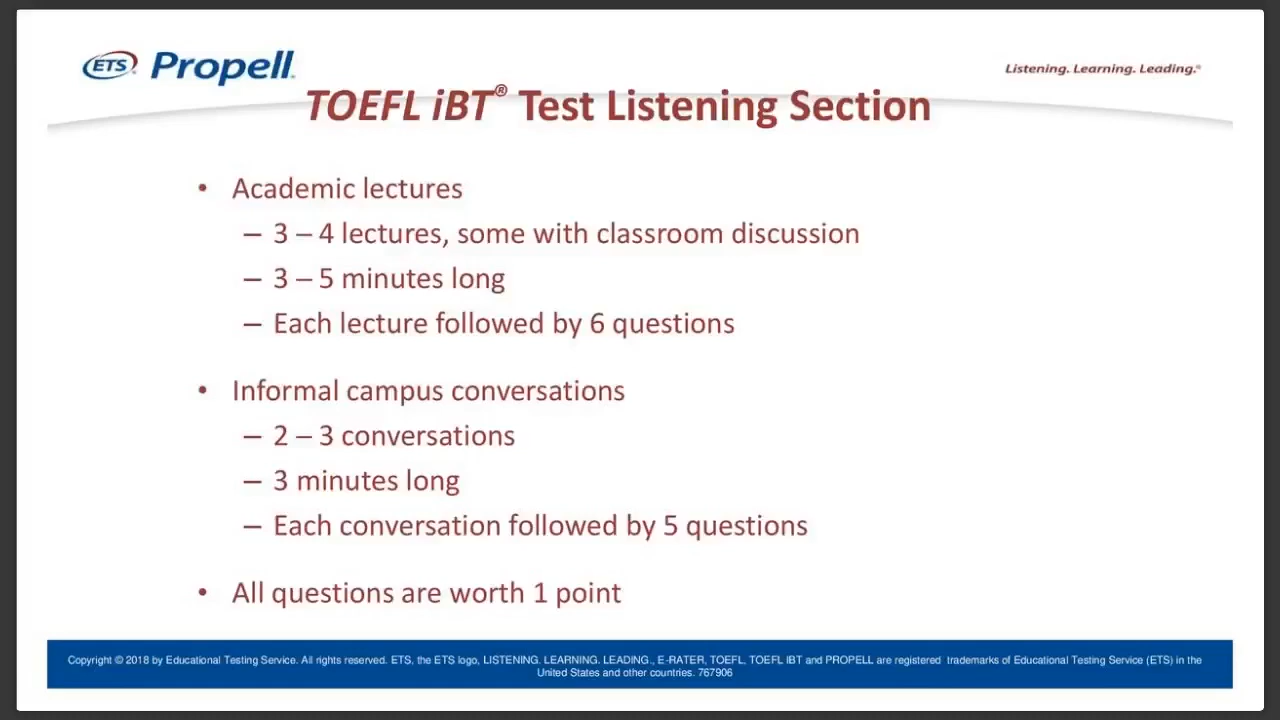 ETS® Propell®
Listening. Learning. Leading.®
TOEFL iBT® Test Listening Section
• Academic lectures
– 3 – 4 lectures, some with classroom discussion
– 3 – 5 minutes long
– Each lecture followed by 6 questions
• Informal campus conversations
– 2 – 3 conversations
– 3 minutes long
– Each conversation followed by 5 questions
• All questions are worth 1 point
Copyright © 2018 by Educational Testing Service. All rights reserved. ETS, the ETS logo, LISTENING. LEARNING. LEADING., E-RATER, TOEFL, TOEFL IBT and PROPELL are registered trademarks of Educational Testing Service (ETS) in the
United States and other countries. 767906